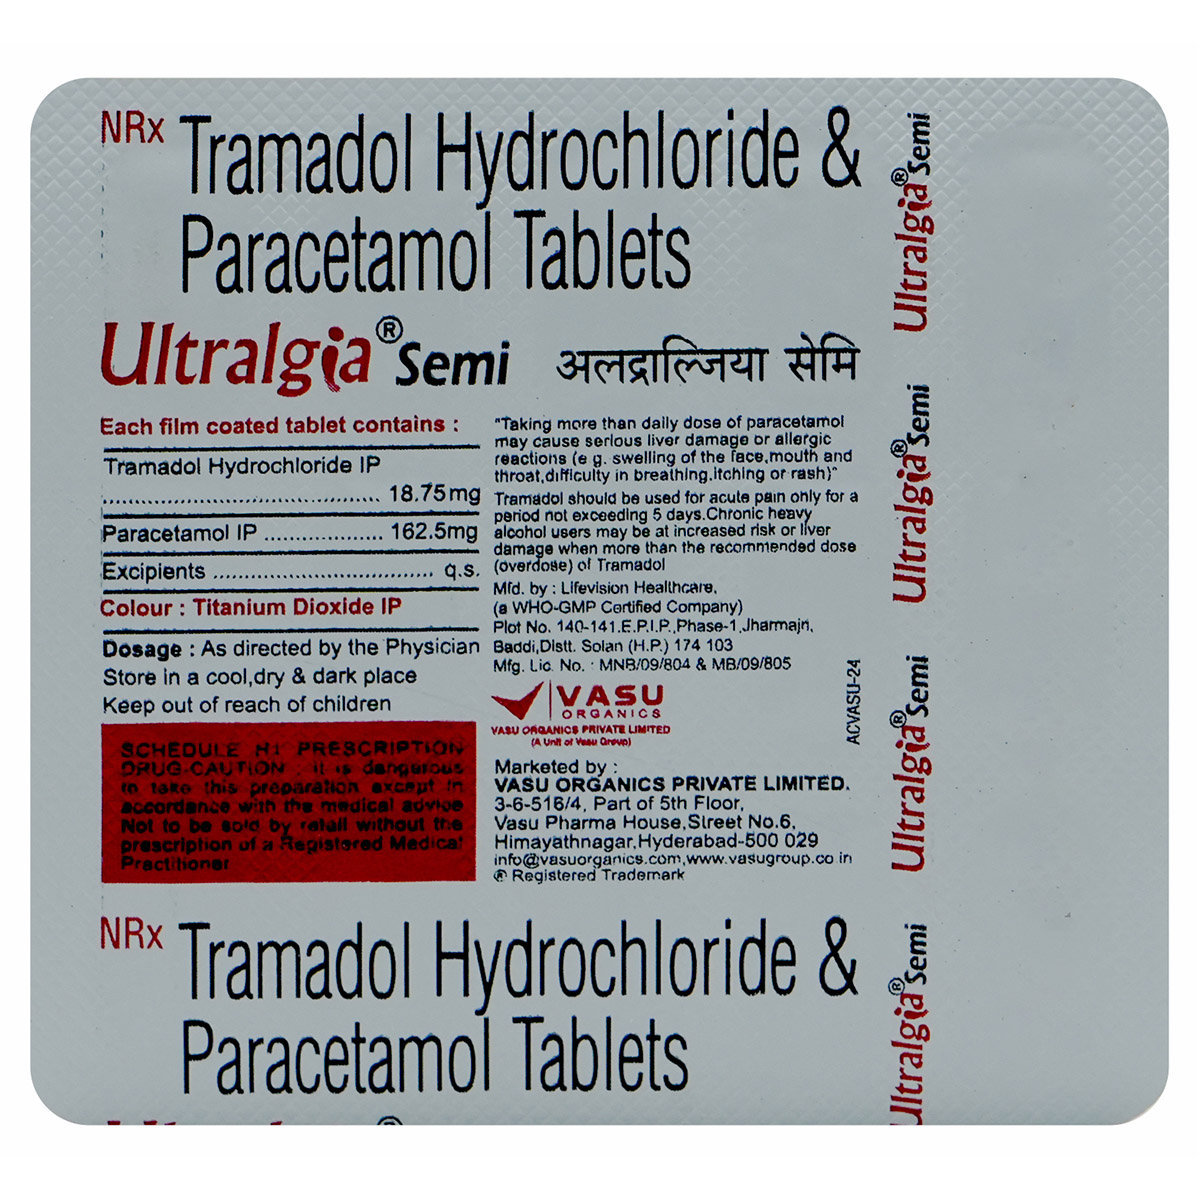 NRx Tramadol Hydrochloride &
Paracetamol Tablets
Ultralgia® Semi अलट्राल्जिया सेमि
Each film coated tablet contains :
Tramadol Hydrochloride IP
........................................ 18.75mg
Paracetamol IP ................... 162.5mg
Excipients .................................. q.s.
Colour : Titanium Dioxide IP
Dosage : As directed by the Physician
Store in a cool,dry & dark place
Keep out of reach of children
SCHEDULE H1 PRESCRIPTION
DRUG-CAUTION : It is dangerous
to take this preparation except in
accordance with the medical advice
Not to be sold by retail without the
prescription of a Registered Medical
Practitioner
"Taking more than daily dose of paracetamol
may cause serious liver damage or allergic
reactions (e g. swelling of the face,mouth and
throat,difficulty in breathing,itching or rash)"
Tramadol should be used for acute pain only for a
period not exceeding 5 days.Chronic heavy
alcohol users may be at increased risk or liver
damage when more than the recommended dose
(overdose) of Tramadol
Mfd. by : Lifevision Healthcare,
(a WHO-GMP Certified Company)
Plot No. 140-141.E.P.I.P.,Phase-1,Jharmajri,
Baddi,Distt. Solan (H.P.) 174 103
Mfg. Lic. No. : MNB/09/804 & MB/09/805
VASU
ORGANICS
VASU ORGANICS PRIVATE LIMITED
(A Unit of Vasu Group)
Marketed by :
VASU ORGANICS PRIVATE LIMITED.
3-6-516/4, Part of 5th Floor,
Vasu Pharma House,Street No.6,
Himayathnagar,Hyderabad-500 029
info@vasuorganics.com,www.vasugroup.co in
® Registered Trademark
ACVASU-24
Ultralgia® Semi
Ultralgia® Semi
Ultralgia® Semi
Ultralgia® Semi
NRx Tramadol Hydrochloride &
Paracetamol Tablets